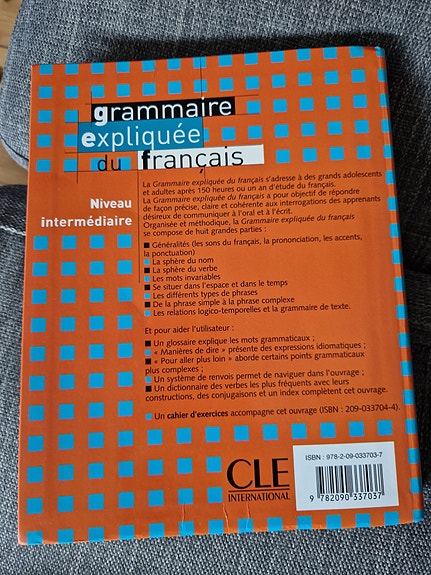 grammaire
expliquée
du français
Niveau
intermédiaire
La Grammaire expliquée du français s'adresse à des grands adolescents
et adultes après 150 heures ou un an d'étude du français.
La Grammaire expliquée du français a pour objectif de répondre
de façon précise, claire et cohérente aux interrogations des apprenants
désireux de communiquer à l'oral et à l'écrit.
Organisée et méthodique, la Grammaire expliquée du français
se compose de huit grandes parties :
Généralités (les sons du français, la prononciation, les accents,
la ponctuation)
La sphère du nom
La sphère du verbe
Les mots invariables
Se situer dans l'espace et dans le temps
Les différents types de phrases
De la phrase simple à la phrase complexe
Les relations logico-temporelles et la grammaire de texte.
Et pour aider l'utilisateur :
Un glossaire explique les mots grammaticaux ;
« Manières de dire » présente des expressions idiomatiques ;
« Pour aller plus loin » aborde certains points grammaticaux
plus complexes ;
Un système de renvois permet de naviguer dans l'ouvrage ;
Un dictionnaire des verbes les plus fréquents avec leurs
constructions, des conjugaisons et un index complètent cet ouvrage.
Un cahier d'exercices accompagne cet ouvrage (ISBN : 209-033704-4).
CLE
INTERNATIONAL
ISBN : 978-2-09-033703-7
9 782090 337037